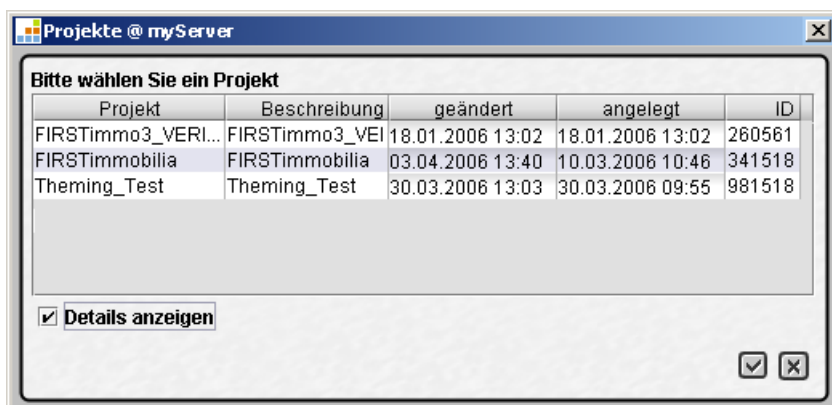 Projekte @ myServer
Bitte wählen Sie ein Projekt
Projekt Beschreibung geändert angelegt ID
FIRSTimmo3_VERI... FIRSTimmo3_VEI 18.01.2006 13:02 18.01.2006 13:02 260561
FIRSTimmobilia FIRSTimmobilia 03.04.2006 13:40 10.03.2006 10:46 341518
Theming_Test Theming_Test 30.03.2006 13:03 30.03.2006 09:55 981518
Details anzeigen